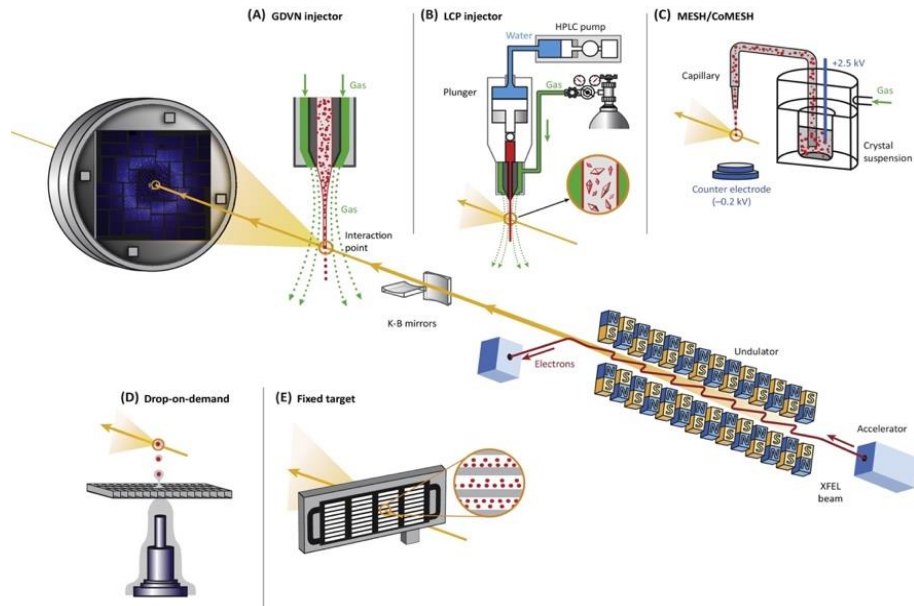 (A) GDVN injector
Gas
Gas
Interaction
point
(B) LCP injector
HPLC pump
Water
Plunger
Gas
(C) MESH/CoMESH
+2.5 kV
Capillary
Gas
Crystal
suspension
Counter electrode
(–0.2 kV)
K-B mirrors
Undulator
Electrons
Accelerator
XFEL
beam
(D) Drop-on-demand
(E) Fixed target